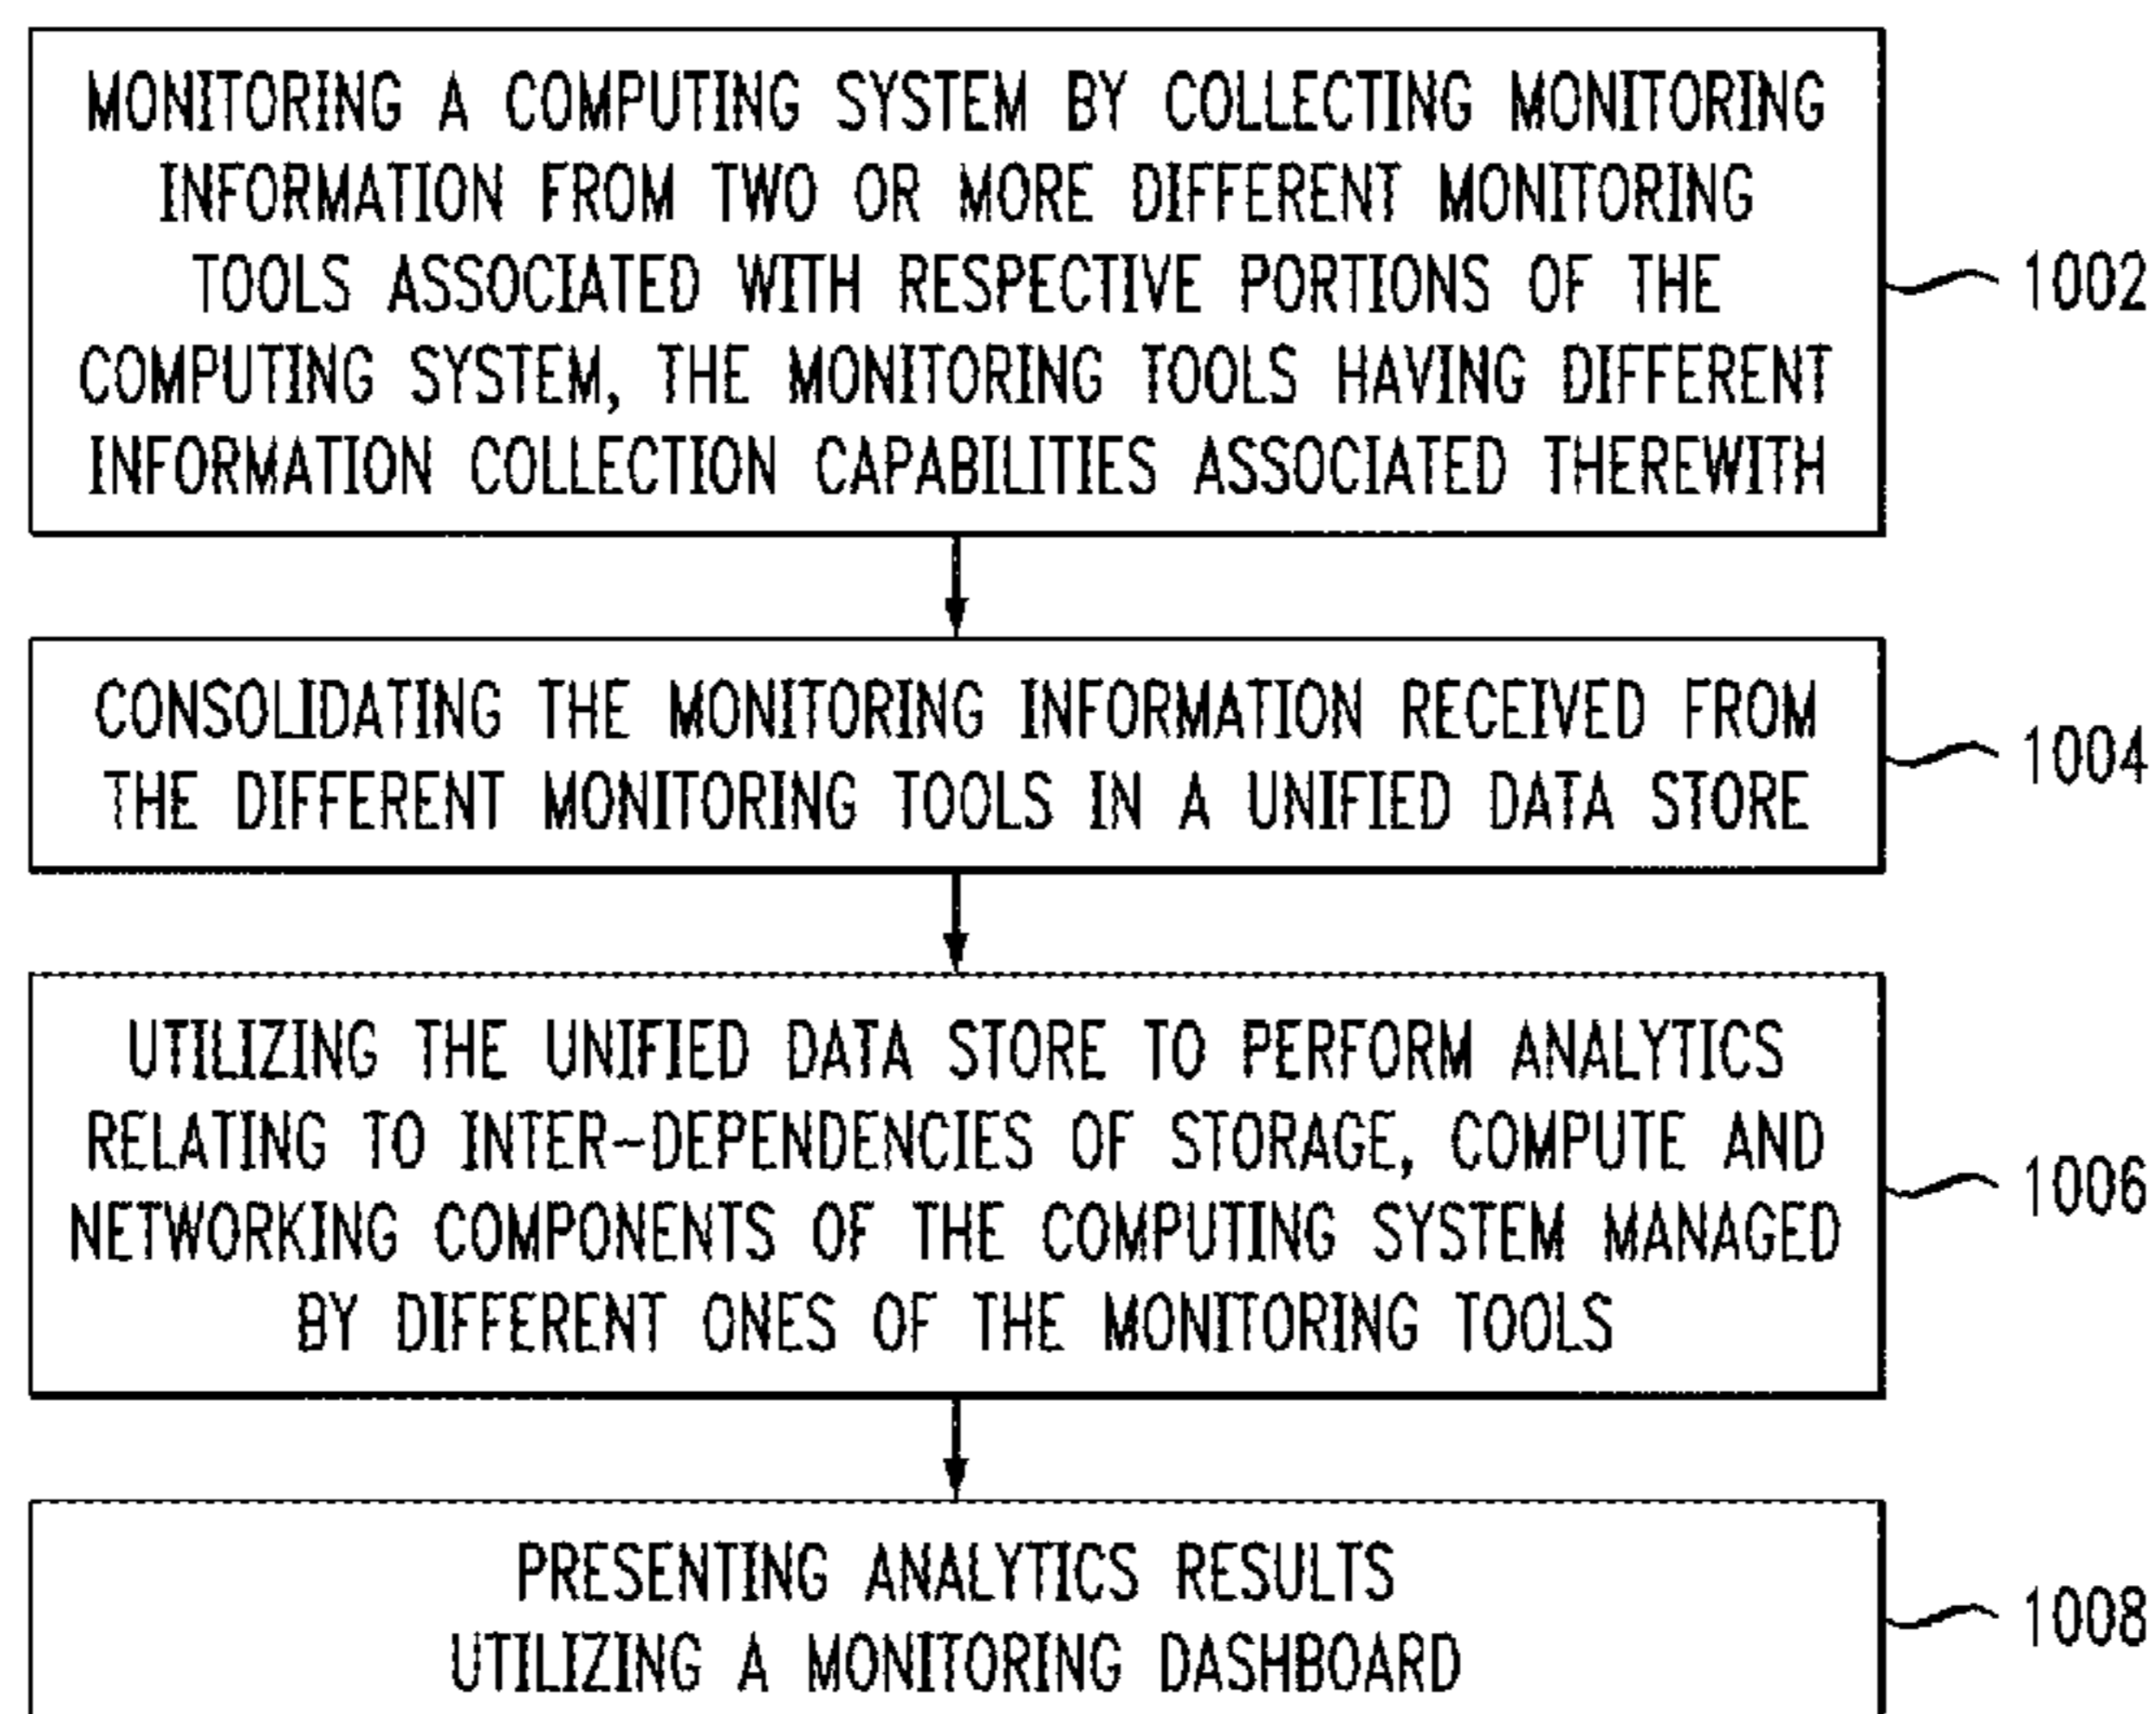 MONITORING A COMPUTING SYSTEM BY COLLECTING MONITORING
INFORMATION FROM TWO OR MORE DIFFERENT MONITORING
TOOLS ASSOCIATED WITH RESPECTIVE PORTIONS OF THE
COMPUTING SYSTEM, THE MONITORING TOOLS HAVING DIFFERENT
INFORMATION COLLECTION CAPABILITIES ASSOCIATED THEREWITH
1002
CONSOLIDATING THE MONITORING INFORMATION RECEIVED FROM
THE DIFFERENT MONITORING TOOLS IN A UNIFIED DATA STORE
1004
UTILIZING THE UNIFIED DATA STORE TO PERFORM ANALYTICS
RELATING TO INTER-DEPENDENCIES OF STORAGE, COMPUTE AND
NETWORKING COMPONENTS OF THE COMPUTING SYSTEM MANAGED
BY DIFFERENT ONES OF THE MONITORING TOOLS
1006
PRESENTING ANALYTICS RESULTS
UTILIZING A MONITORING DASHBOARD
1008